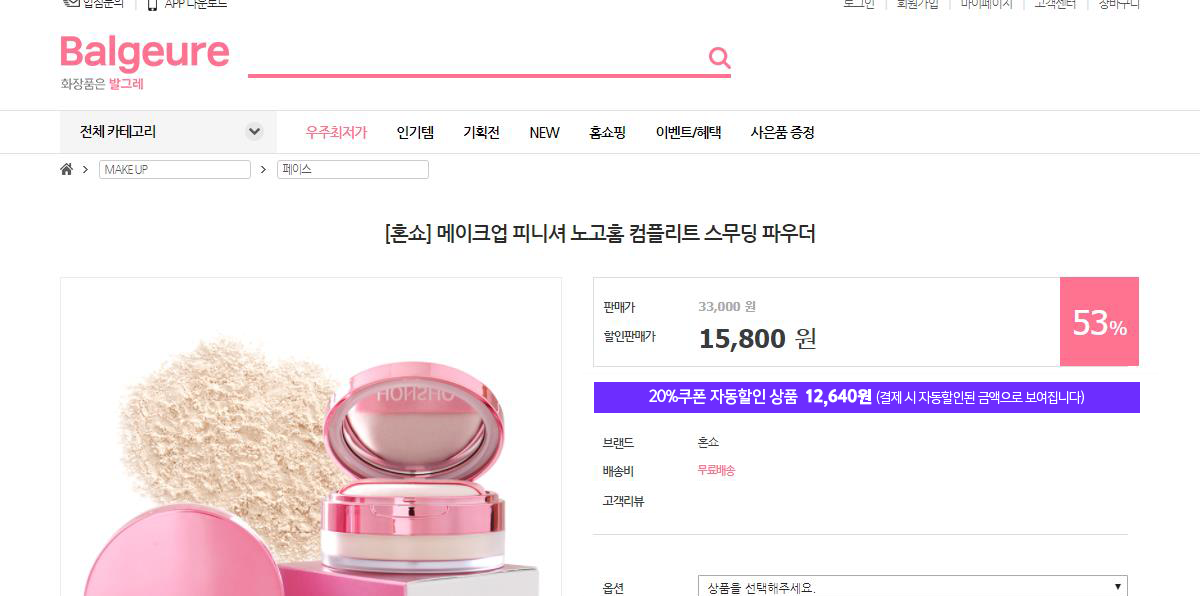 입점문의 APP 다운로드 로그인 회원가입 마이페이지 고객센터 장바구니
Balgeure
화장품은 발그레
전체 카테고리 우주최저가 인기템 기획전 NEW 홈쇼핑 이벤트/혜택 사은품 증정
MAKE UP 페이스
[혼쇼] 메이크업 피니셔 노고홈 컴플리트 스무딩 파우더
판매가 33,000 원
할인판매가 15,800 원
53%
20%쿠폰 자동할인 상품 12,640원 (결제 시 자동할인된 금액으로 보여집니다)
브랜드 혼쇼
배송비 무료배송
고객리뷰
옵션 상품을 선택해주세요.